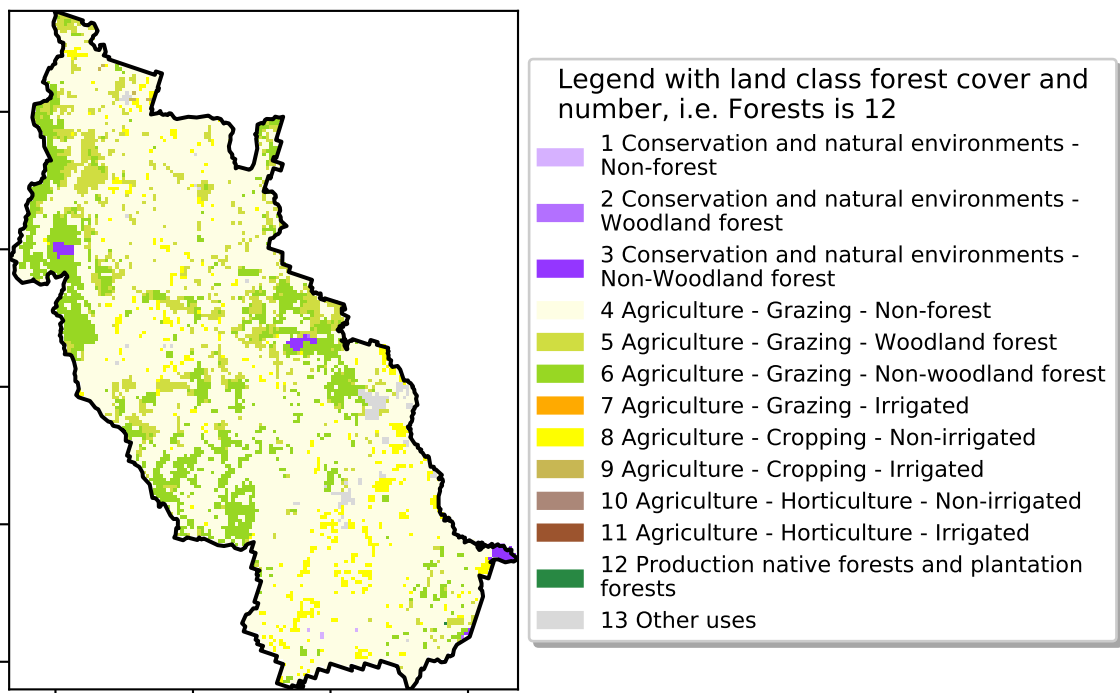 Legend with land class forest cover and
number, i.e. Forests is 12
1 Conservation and natural environments -
Non-forest
2 Conservation and natural environments -
Woodland forest
3 Conservation and natural environments -
Non-Woodland forest
4 Agriculture - Grazing - Non-forest
5 Agriculture - Grazing - Woodland forest
6 Agriculture - Grazing - Non-woodland forest
7 Agriculture - Grazing - Irrigated
8 Agriculture - Cropping - Non-irrigated
9 Agriculture - Cropping - Irrigated
10 Agriculture - Horticulture - Non-irrigated
11 Agriculture - Horticulture - Irrigated
12 Production native forests and plantation
forests
13 Other uses